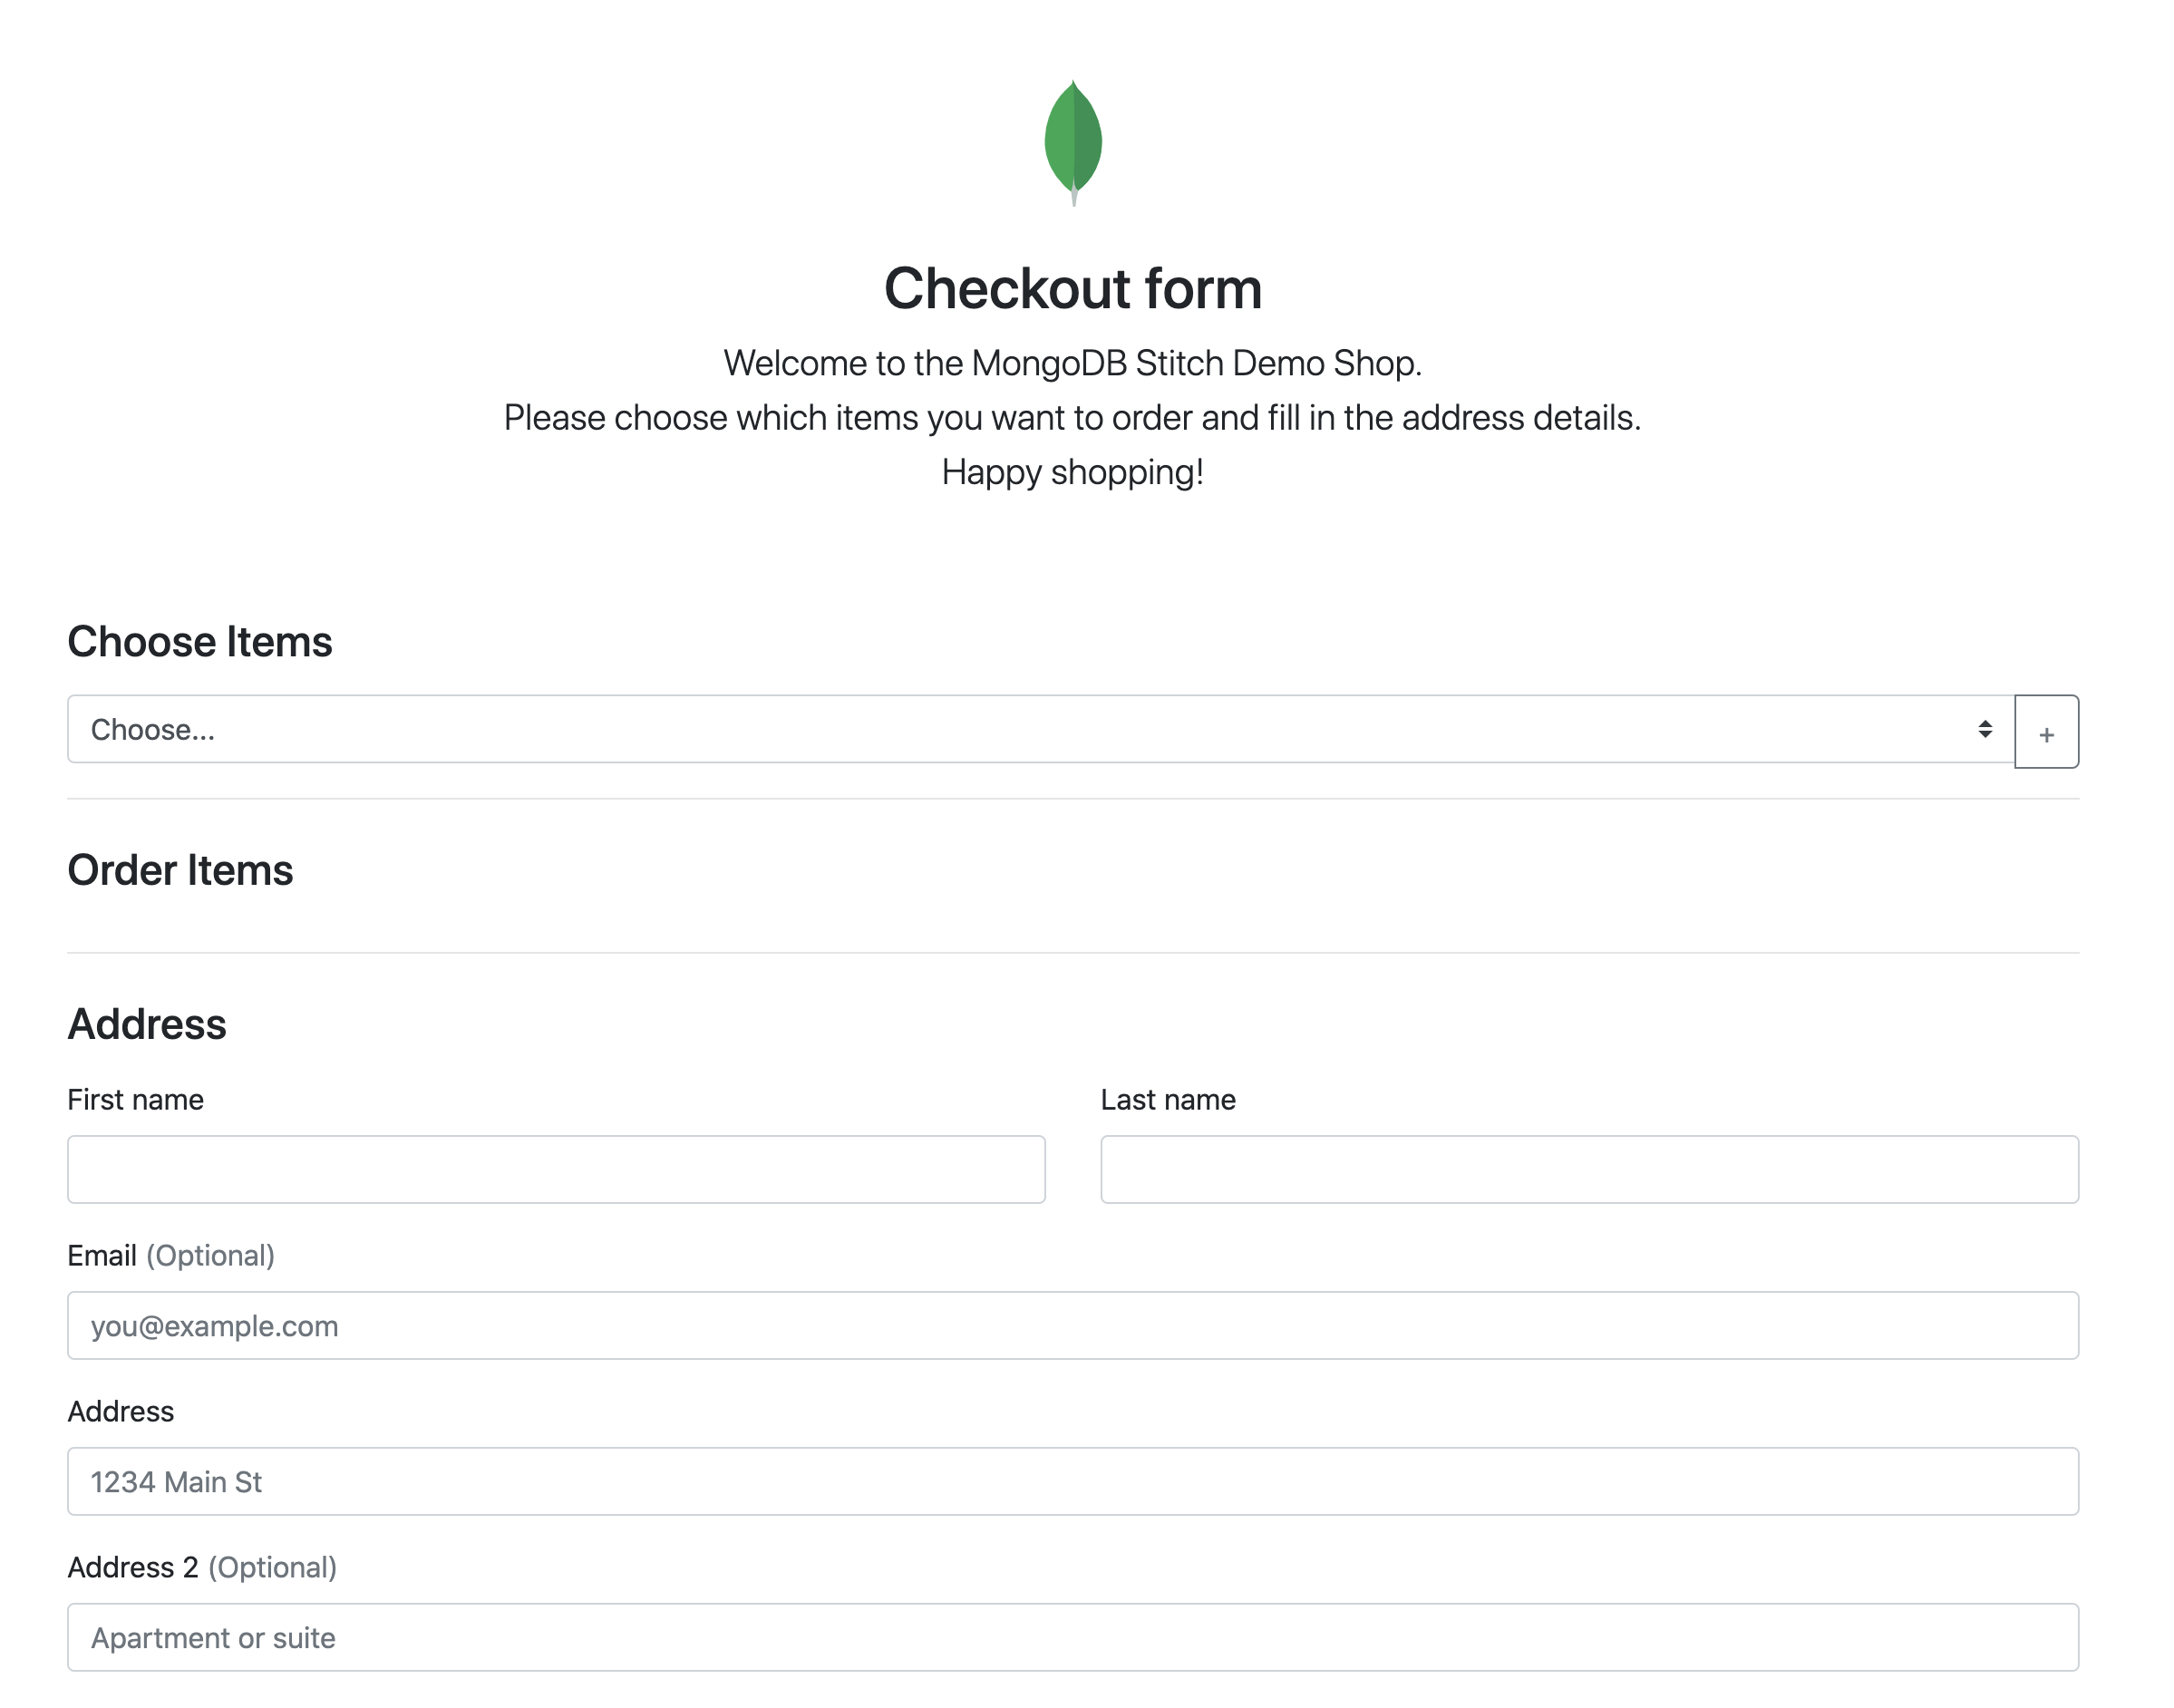 Checkout form
Welcome to the MongoDB Stitch Demo Shop.
Please choose which items you want to order and fill in the address details.
Happy shopping!
Choose Items
Choose...
+
Order Items
Address
First name
Last name
Email (Optional)
you@example.com
Address
1234 Main St
Address 2 (Optional)
Apartment or suite